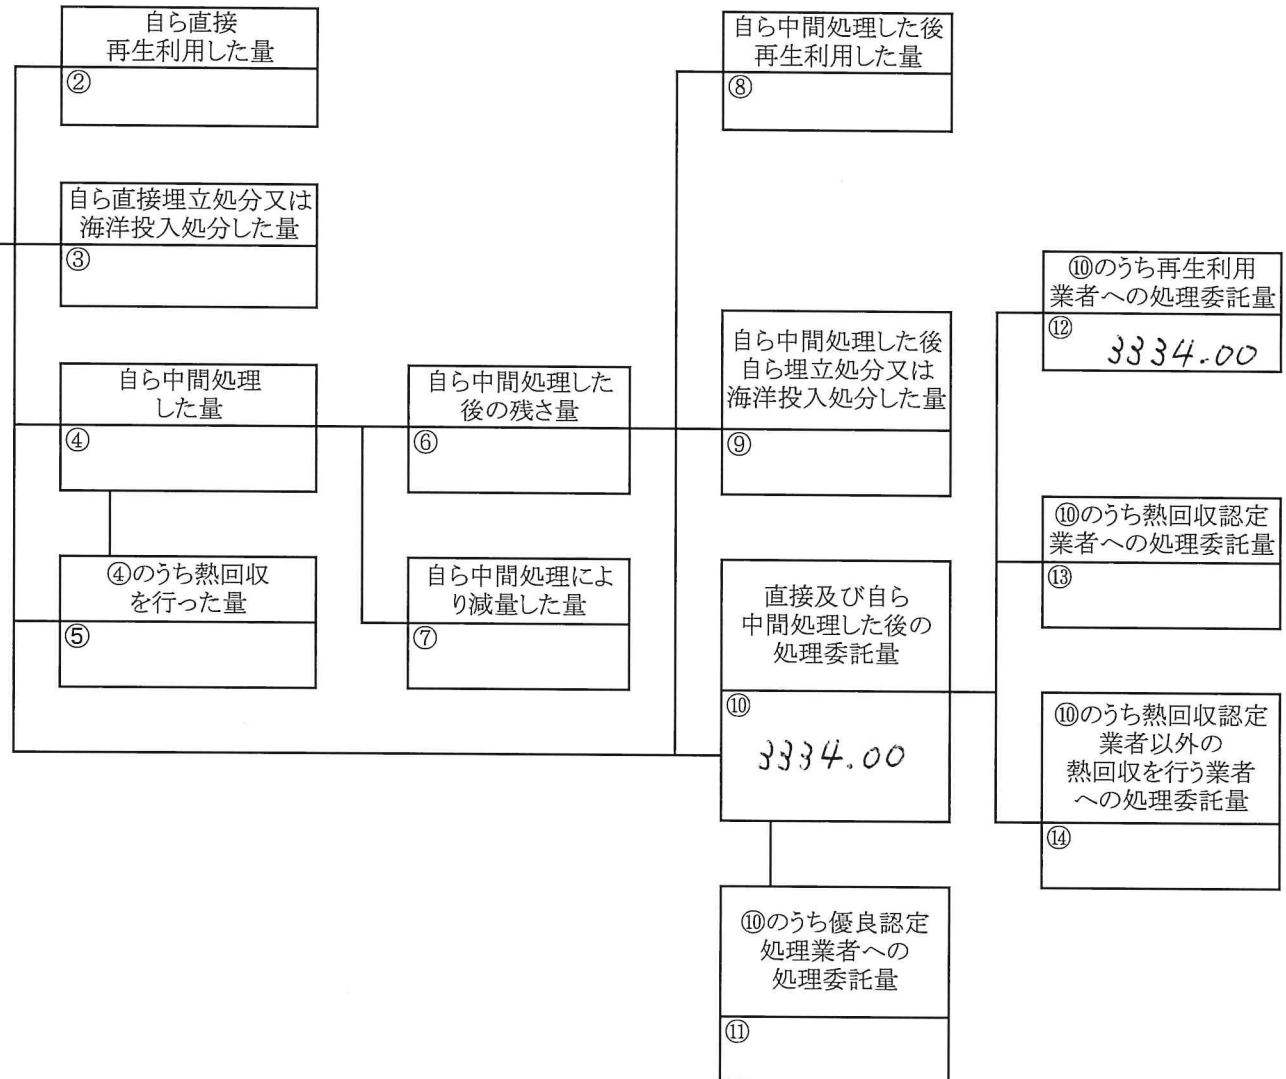 自ら直接
再生利用した量
②
自ら直接埋立処分又は
海洋投入処分した量
③
自ら中間処理
した量
④
④のうち熱回収
を行った量
⑤
自ら中間処理した
後の残さ量
⑥
自ら中間処理によ
り減量した量
⑦
自ら中間処理した後
再生利用した量
⑧
自ら中間処理した後
自ら埋立処分又は
海洋投入処分した量
⑨
直接及び自ら
中間処理した後の
処理委託量
⑩
3334.00
⑩のうち優良認定
処理業者への
処理委託量
⑪
⑩のうち再生利用
業者への処理委託量
⑫
3334.00
⑩のうち熱回収認定
業者への処理委託量
⑬
⑩のうち熱回収認定
業者以外の
熱回収を行う業者
への処理委託量
⑭